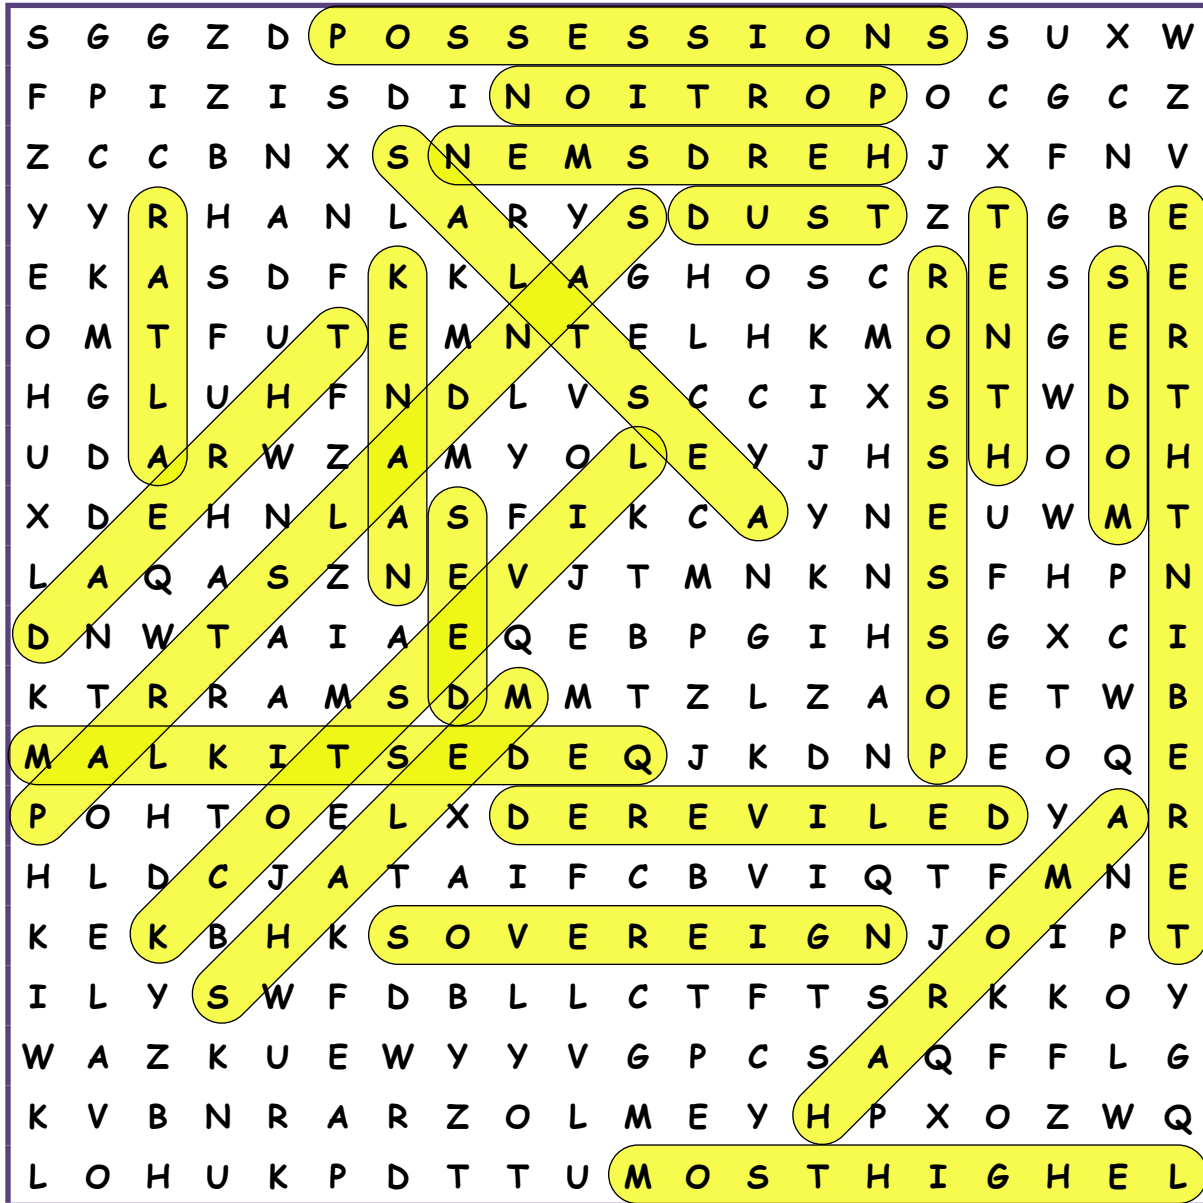 S G G Z D P O S S E S S I O N S S U X W
F P I Z I S D I N O I T R O P O C G C Z
Z C C B N X S N E M S D R E H J X F N V
Y Y R H A N L A R Y S D U S T Z T G B E
E K A S D F K K L A G H O S C R E S S E
O M T F U T E M N T E L H K M O N G E R
H G L U H F N D L V S C C I X S T W D T
U D A R W Z A M Y O L E Y J H S H O O H
X D E H N L A S F I K C A Y N E U W M T
L A Q A S Z N E V J T M N K N S F H P N
D N W T A I A E Q E B P G I H S G X C I
K T R R A M S D M M T Z L Z A O E T W B
M A L K I T S E D E Q J K D N P E O Q E
P O H T O E L X D E R E V I L E D Y A R
H L D C J A T A I F C B V I Q T F M N E
K E K B H K S O V E R E I G N J O I P T
I L Y S W F D B L L C T F T S R K K O Y
W A Z K U E W Y Y V G P C S A Q F F L G
K V B N R A R Z O L M E Y H P X O Z W Q
L O H U K P D T T U M O S T H I G H E L